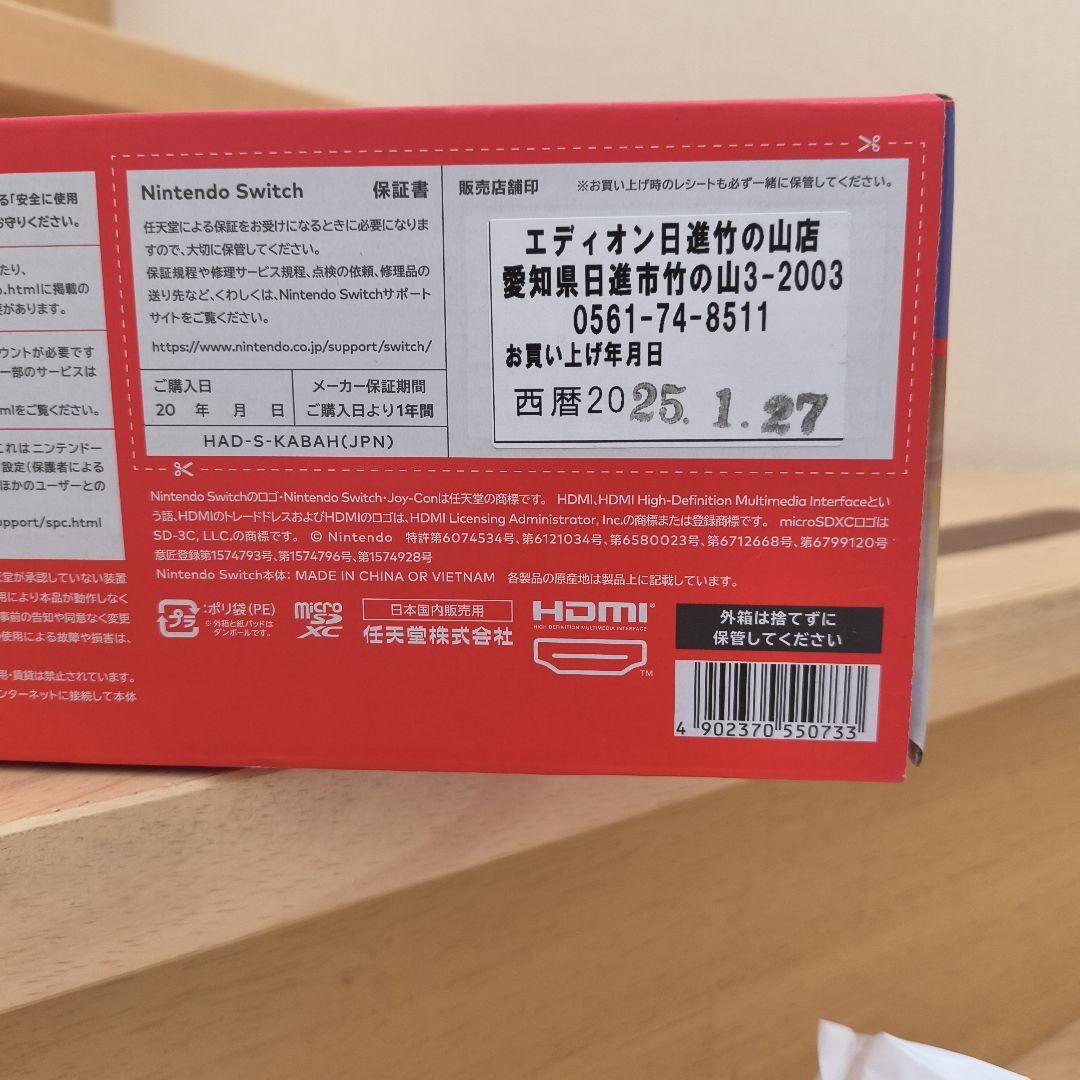 る「安全に使用
お守りください。
たり、
o.htmlに掲載の
要があります。
ウントが必要です
一部のサービスは
mlをご覧ください。
これは ニンテンドー
設定(保護者による
ほかのユーザーとの
upport/spc.html
天堂が承認していない装置
用により本品が動作しなく
事前の告知や同意なく変更
使用による故障や損害は、
用・賃貸は禁止されています。
ンターネットに接続して本体
Nintendo Switch 保証書
任天堂による保証をお受けになるときに必要になりま
すので、大切に保管してください。
保証規程や修理サービス規程、点検の依頼、修理品の
送り先など、くわしくは、Nintendo Switchサポート
サイトをご覧ください。
https://www.nintendo.co.jp/support/switch/
ご購入日
20 年 月 日
メーカー保証期間
ご購入日より1年間
HAD-S-KABAH(JPN)
販売店舗印 ※お買い上げ時のレシートも必ず一緒に保管してください。
エディオン日進竹の山店
愛知県日進市竹の山3-2003
0561-74-8511
お買い上げ年月日
西暦2025. 1. 27
Nintendo Switchのロゴ・Nintendo Switch・Joy-Conは任天堂の商標です。 HDMI、HDMI High-Definition Multimedia Interfaceとい
う語、HDMIのトレードドレスおよびHDMIのロゴは、HDMI Licensing Administrator, Inc.の商標または登録商標です。 microSDXCロゴは
SD-3C, LLC.の商標です。 © Nintendo 特許第6074534号、第6121034号、第6580023号、第6712668号、第6799120号
意匠登録第1574793号、第1574796号、第1574928号
Nintendo Switch本体: MADE IN CHINA OR VIETNAM 各製品の原産地は製品上に記載しています。
プラ
:ポリ袋(PE)
※外箱と紙パッドは
ダンボールです。
micro
SD
XC
日本国内販売用
任天堂株式会社
HDMI®
HIGH-DEFINITION MULTIMEDIA INTERFACE
TM
外箱は捨てずに
保管してください
4 902370 550733